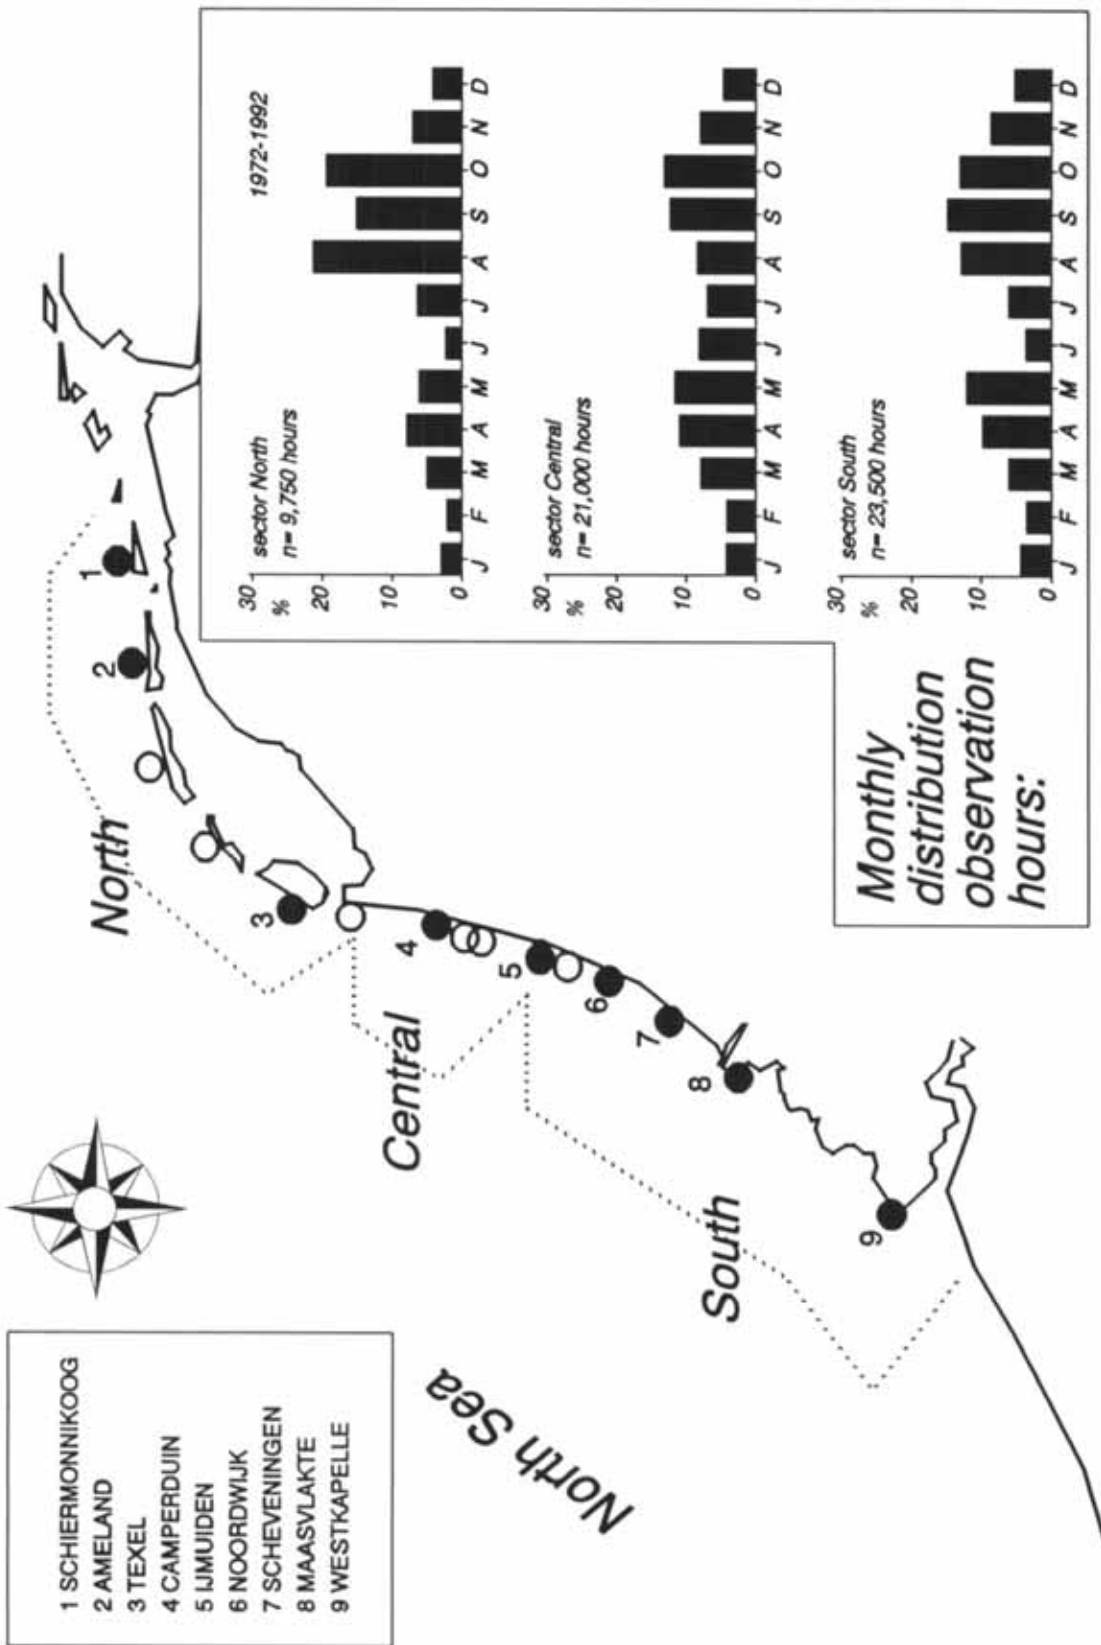 1 SCHIERMONNIKOOG
2 AMELAND
3 TEXEL
4 CAMPERDUIN
5 IJMUIDEN
6 NOORDWIJK
7 SCHEVENINGEN
8 MAASVLAKTE
9 WESTKAPELLE
North Sea
North
Central
South
1
2
3
4
5
6
7
8
9
Monthly
distribution
observation
hours:
1972-1992
sector North
n= 9,750 hours
30
%
20
10
0
J F M A M J J A S O N D
sector Central
n= 21,000 hours
30
%
20
10
0
J F M A M J J A S O N D
sector South
n= 23,500 hours
30
%
20
10
0
J F M A M J J A S O N D